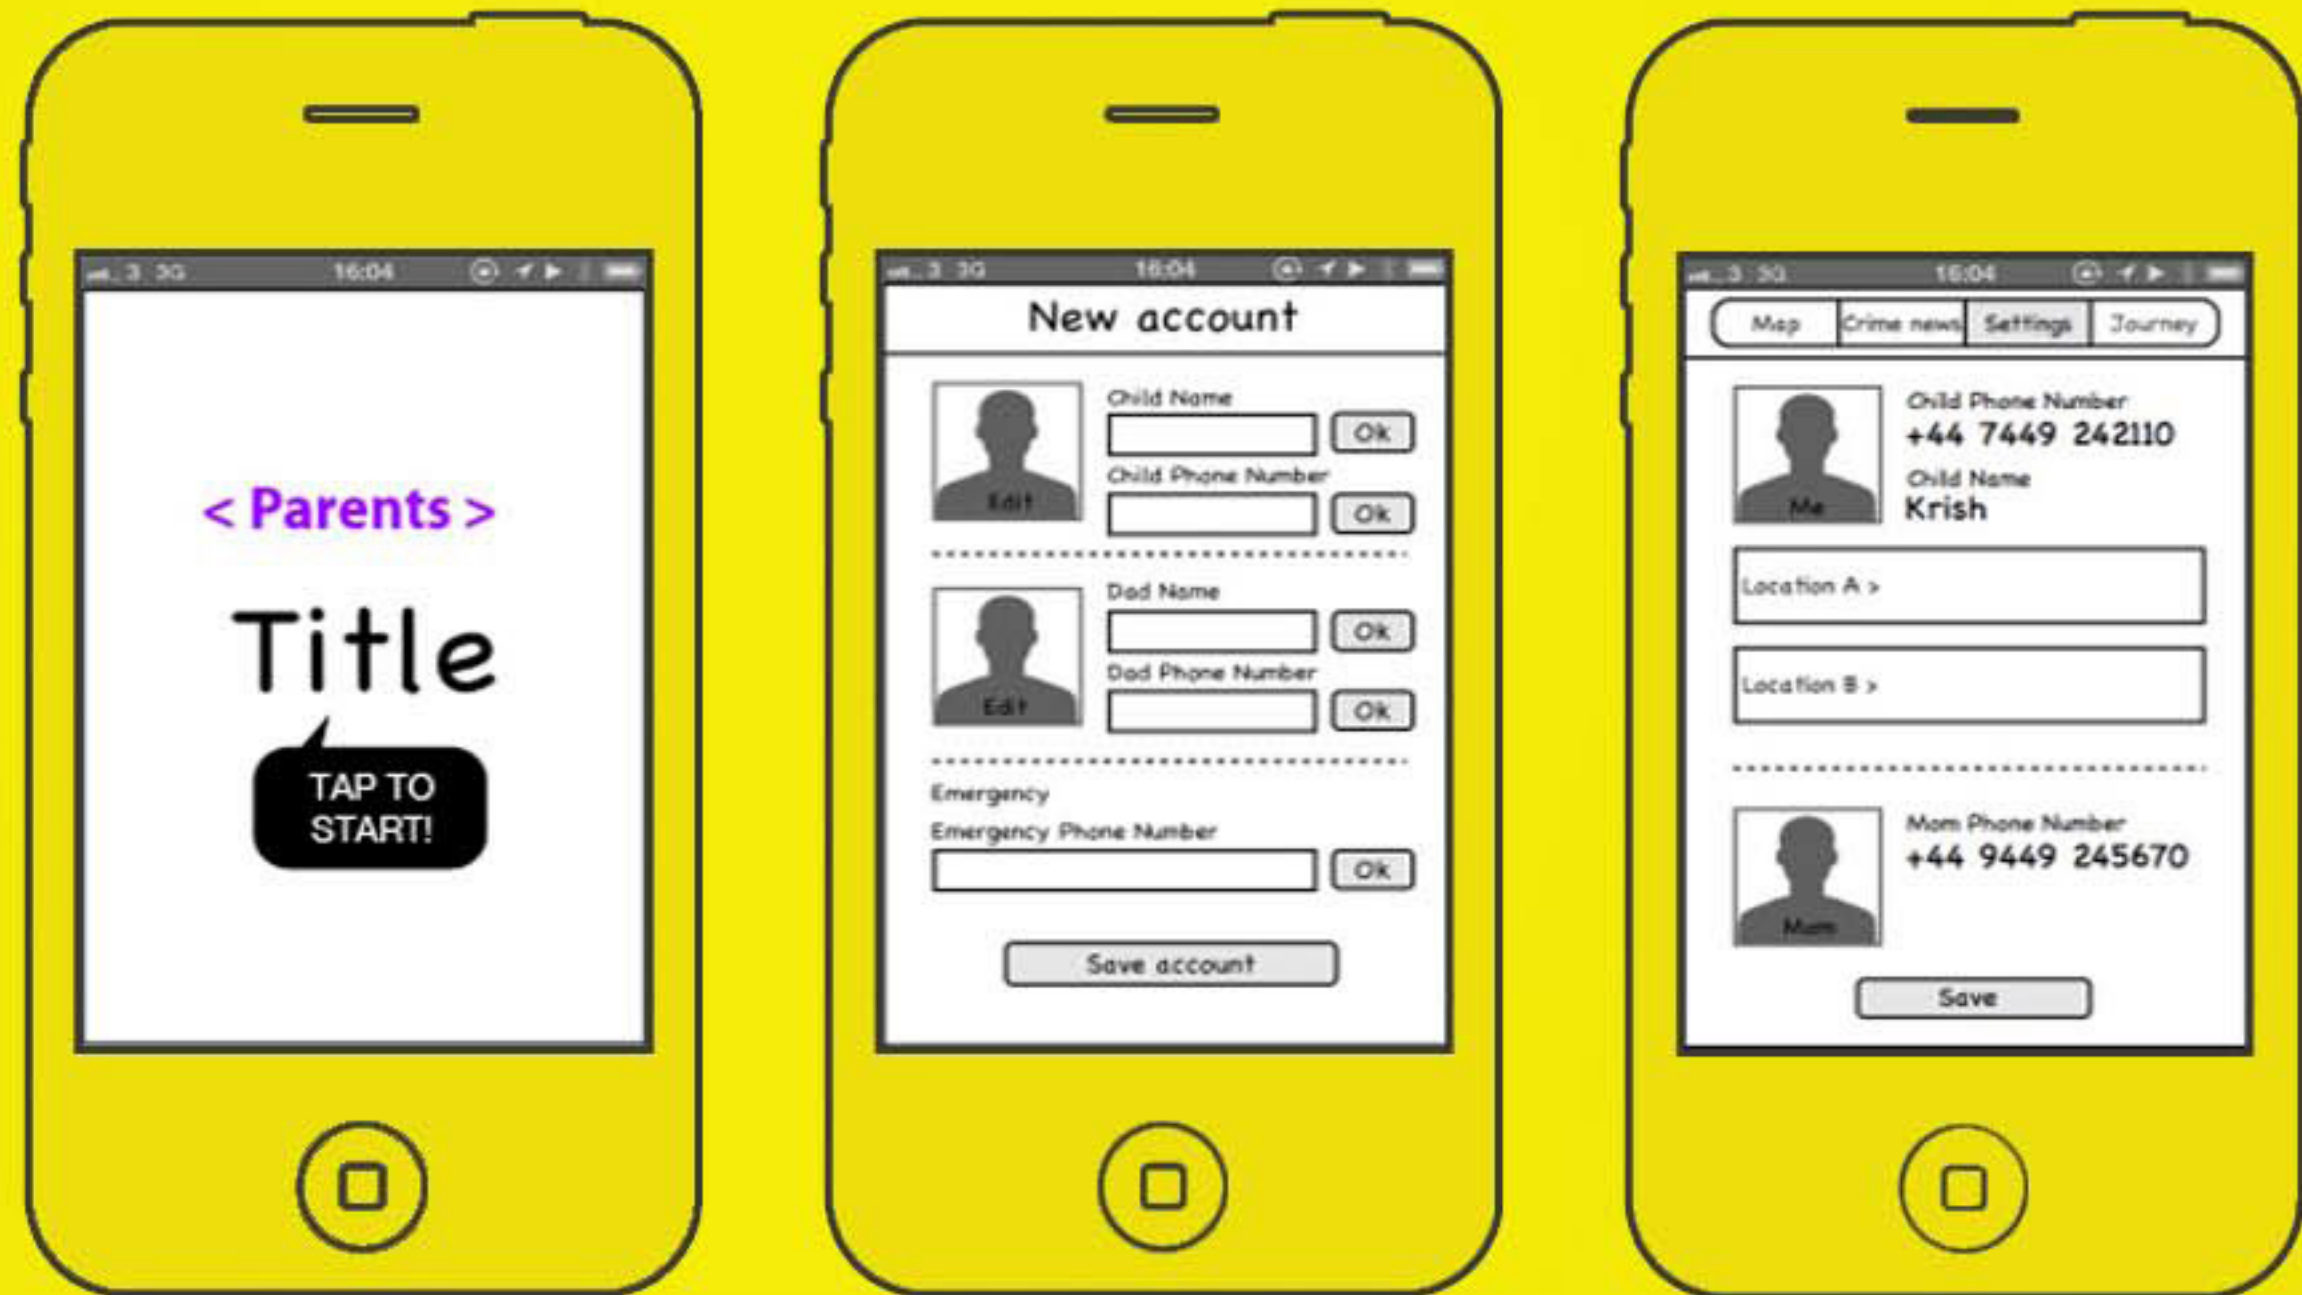 3 3G 16:04
< Parents >
Title
TAP TO
START!
3 3G 16:04
New account
Child Name
Ok
Child Phone Number
Edit
Ok
Dad Name
Ok
Dad Phone Number
Edit
Ok
Emergency
Emergency Phone Number
Ok
Save account
3 3G 16:04
Map Crime news Settings Journey
Child Phone Number
+44 7449 242110
Child Name
Me Krish
Location A >
Location B >
Mom Phone Number
+44 9449 245670
Mom
Save